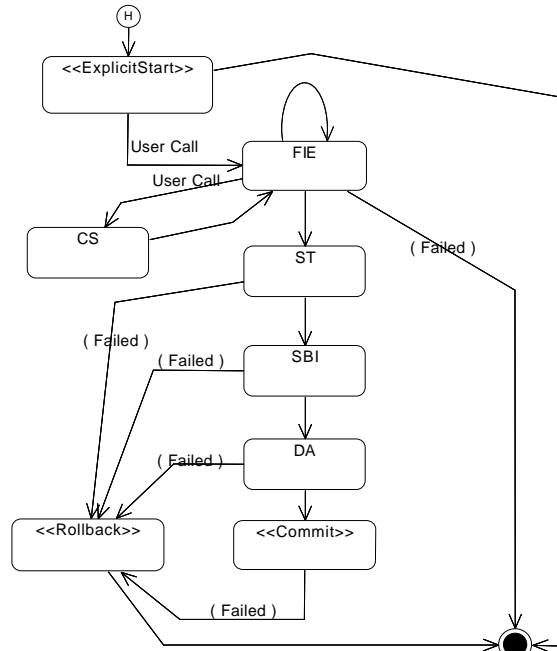 H
<<ExplicitStart>>
User Call
FIE
User Call
CS
( Failed )
ST
( Failed )
SBI
( Failed )
DA
( Failed )
<<Rollback>>
<<Commit>>
( Failed )